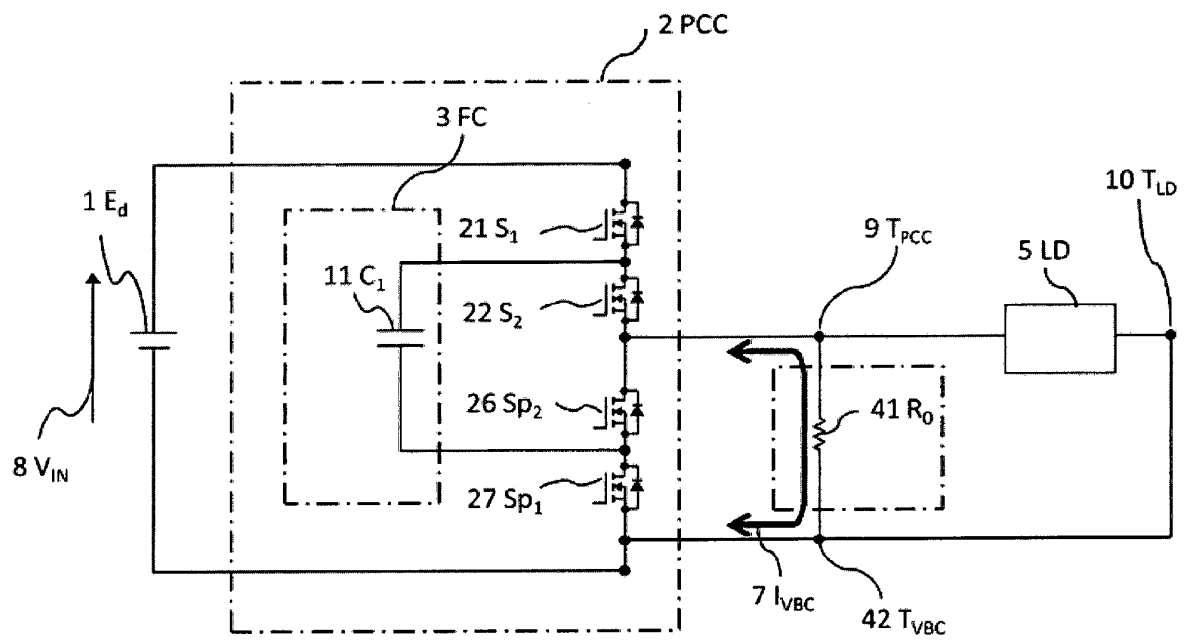 2 PCC
3 FC
1 E_d
21 S_1
10 T_LD
9 T_PCC
5 LD
11 C_1
22 S_2
26 Sp_2
41 R_0
8 V_IN
27 Sp_1
7 I_VBC
42 T_VBC